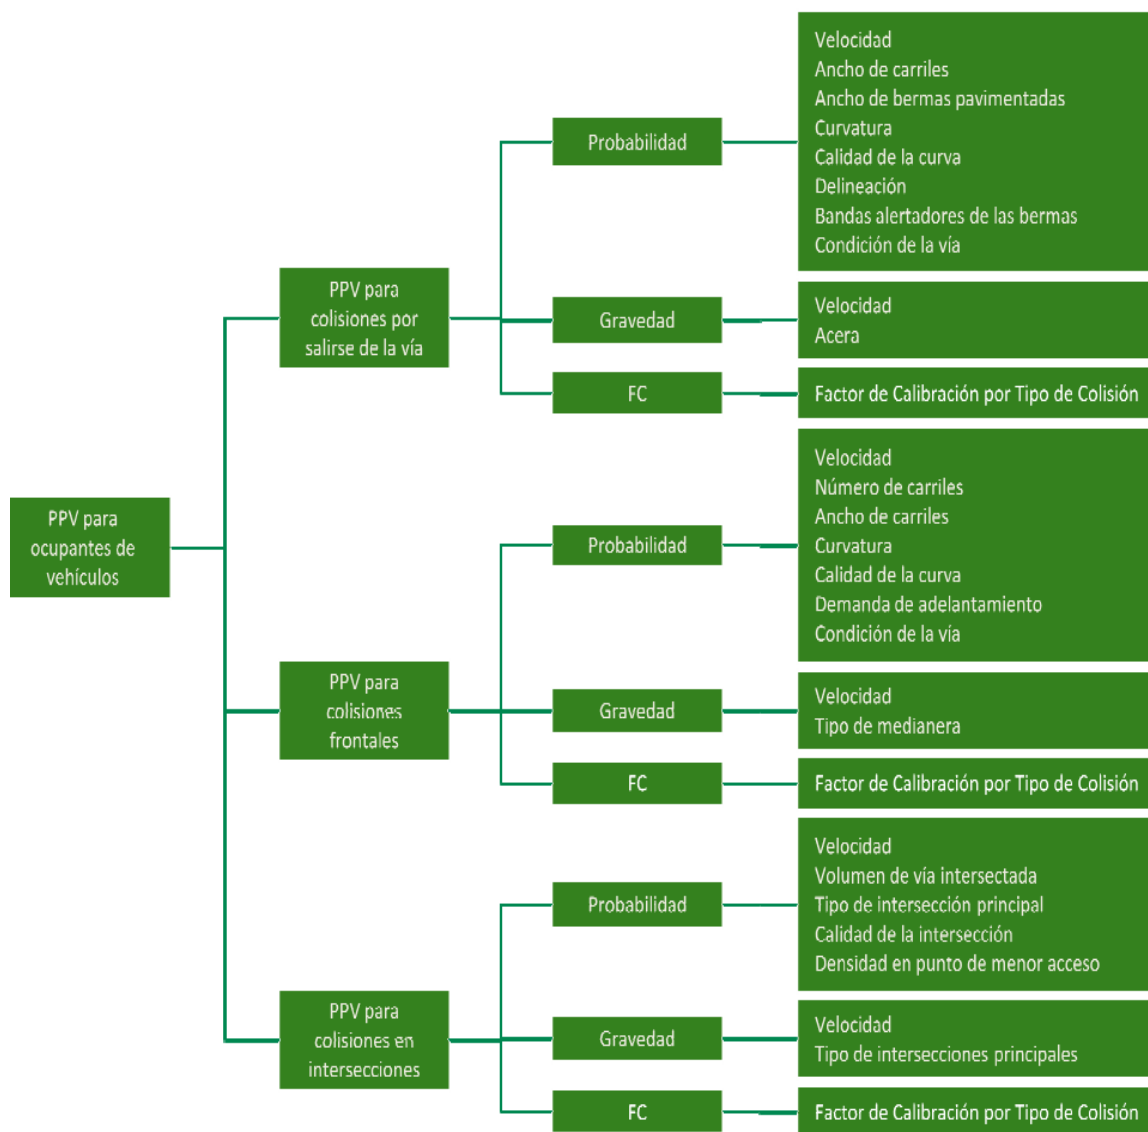 PPV para
ocupantes de
vehículos
PPV para
colisiones por
salirse de la vía
Probabilidad
Velocidad
Ancho de carriles
Ancho de bermas pavimentadas
Curvatura
Calidad de la curva
Delineación
Bandas alertadores de las bermas
Condición de la vía
Gravedad
Velocidad
Acera
FC
Factor de Calibración por Tipo de Colisión
PPV para
colisiones
frontales
Probabilidad
Velocidad
Número de carriles
Ancho de carriles
Curvatura
Calidad de la curva
Demanda de adelantamiento
Condición de la vía
Gravedad
Velocidad
Tipo de medianera
FC
Factor de Calibración por Tipo de Colisión
PPV para
colisiones en
intersecciones
Probabilidad
Velocidad
Volumen de vía intersectada
Tipo de intersección principal
Calidad de la intersección
Densidad en punto de menor acceso
Gravedad
Velocidad
Tipo de intersecciones principales
FC
Factor de Calibración por Tipo de Colisión